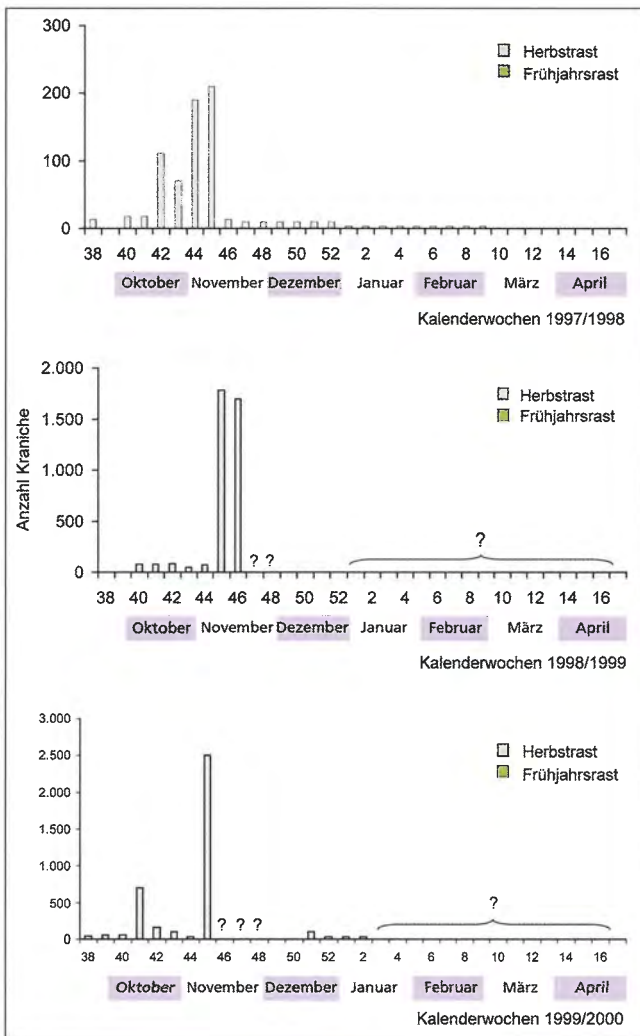 Anzahl Kraniche
Herbstrast
Frühjahrsrast
300
200
100
0
38 40 42 44 46 48 50 52 2 4 6 8 10 12 14 16
Oktober November Dezember Januar Februar März April
Kalenderwochen 1997/1998
Herbstrast
Frühjahrsrast
2.000
1.500
1.000
500
0
? ? ?
38 40 42 44 46 48 50 52 2 4 6 8 10 12 14 16
Oktober November Dezember Januar Februar März April
Kalenderwochen 1998/1999
Herbstrast
Frühjahrsrast
3.000
2.500
2.000
1.500
1.000
500
0
? ? ? ?
38 40 42 44 46 48 50 52 2 4 6 8 10 12 14 16
Oktober November Dezember Januar Februar März April
Kalenderwochen 1999/2000